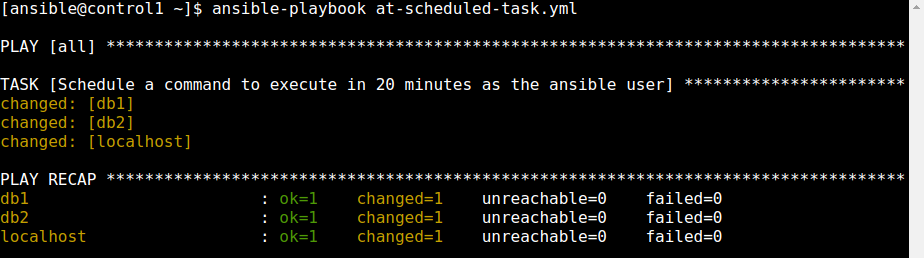 [ansible@control1 ~]$ ansible-playbook at-scheduled-task.yml
PLAY [all] ***********************************************************************************
TASK [Schedule a command to execute in 20 minutes as the ansible user] ***********************
changed: [db1]
changed: [db2]
changed: [localhost]
PLAY RECAP ***********************************************************************************
db1                        : ok=1    changed=1    unreachable=0    failed=0
db2                        : ok=1    changed=1    unreachable=0    failed=0
localhost                  : ok=1    changed=1    unreachable=0    failed=0